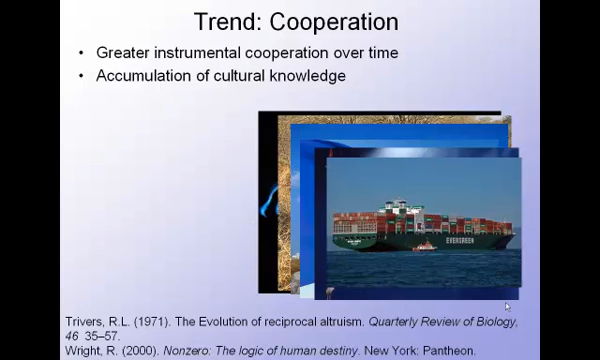 Trend: Cooperation
• Greater instrumental cooperation over time
• Accumulation of cultural knowledge
EVERGREEN
Trivers, R.L. (1971). The Evolution of reciprocal altruism. Quarterly Review of Biology,
46 35–57.
Wright, R. (2000). Nonzero: The logic of human destiny. New York: Pantheon.